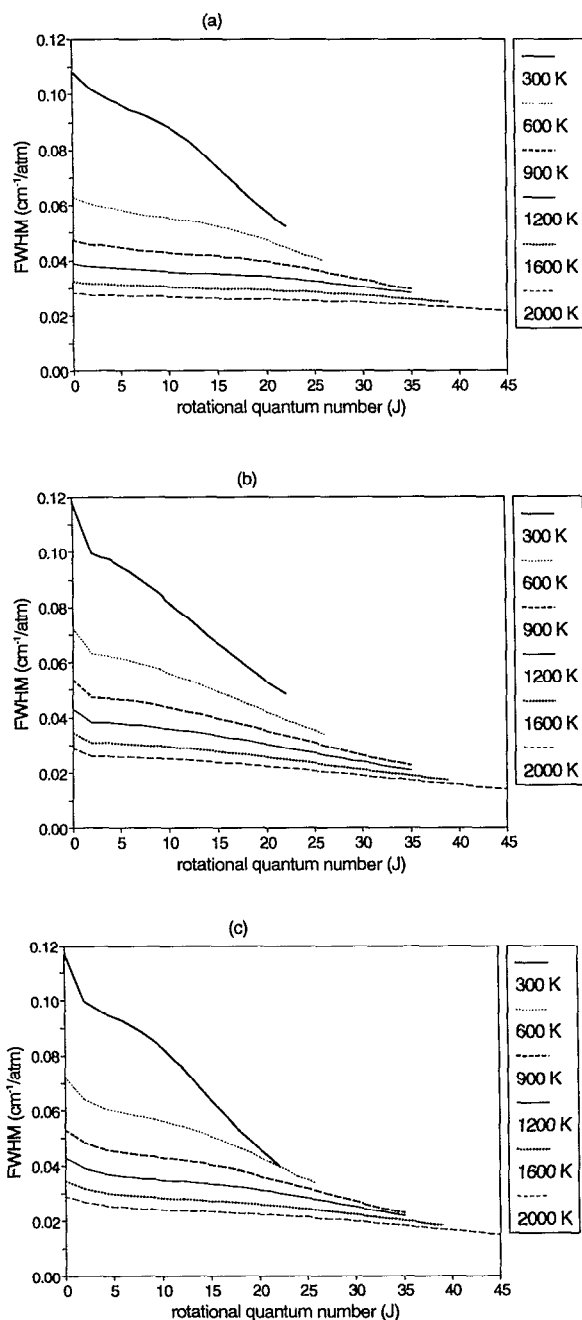 (a)
0.12
0.10
0.08
0.06
0.04
0.02
0.00
FWHM (cm⁻¹/atm)
0 5 10 15 20 25 30 35 40 45
rotational quantum number (J)
300 K
600 K
900 K
1200 K
1600 K
2000 K
(b)
0.12
0.10
0.08
0.06
0.04
0.02
0.00
FWHM (cm⁻¹/atm)
0 5 10 15 20 25 30 35 40 45
rotational quantum number (J)
300 K
600 K
900 K
1200 K
1600 K
2000 K
(c)
0.12
0.10
0.08
0.06
0.04
0.02
0.00
FWHM (cm⁻¹/atm)
0 5 10 15 20 25 30 35 40 45
rotational quantum number (J)
300 K
600 K
900 K
1200 K
1600 K
2000 K